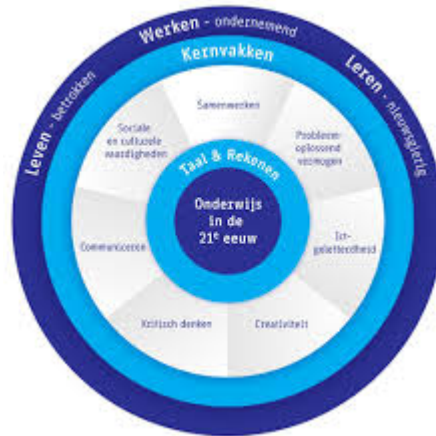 Werken - ondernemend
Leven - betrokken
Leren - nieuwsgierig
Kernvakken
Samenwerken
Sociale
en culturele
vaardigheden
Probleem-
oplossend
vermogen
Taal & Rekenen
Onderwijs
in de
21e eeuw
Communiceren
Ict-
geletterdheid
Kritisch denken
Creativiteit